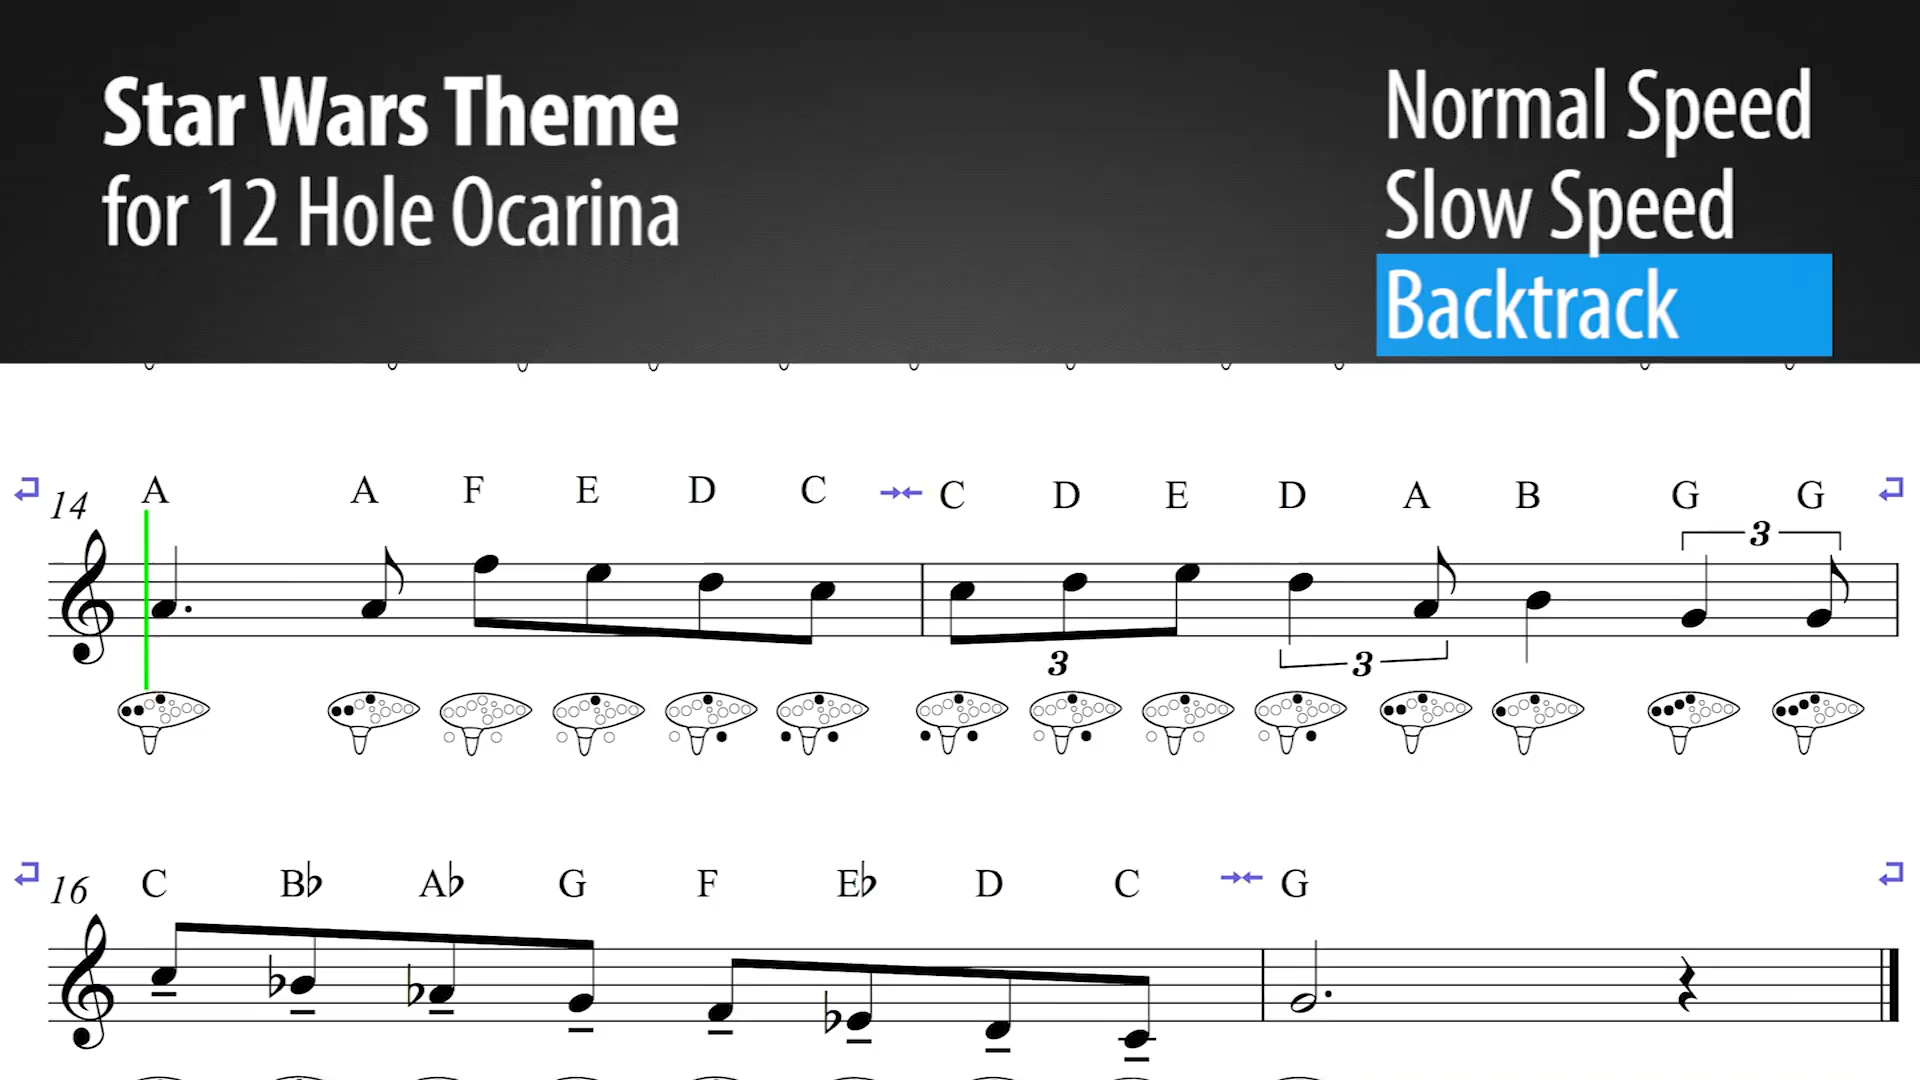 Star Wars Theme
for 12 Hole Ocarina
Normal Speed
Slow Speed
Backtrack
14 A A F E D C C D E D A B G G
3
3 3
16 C B♭ A♭ G F E♭ D C G